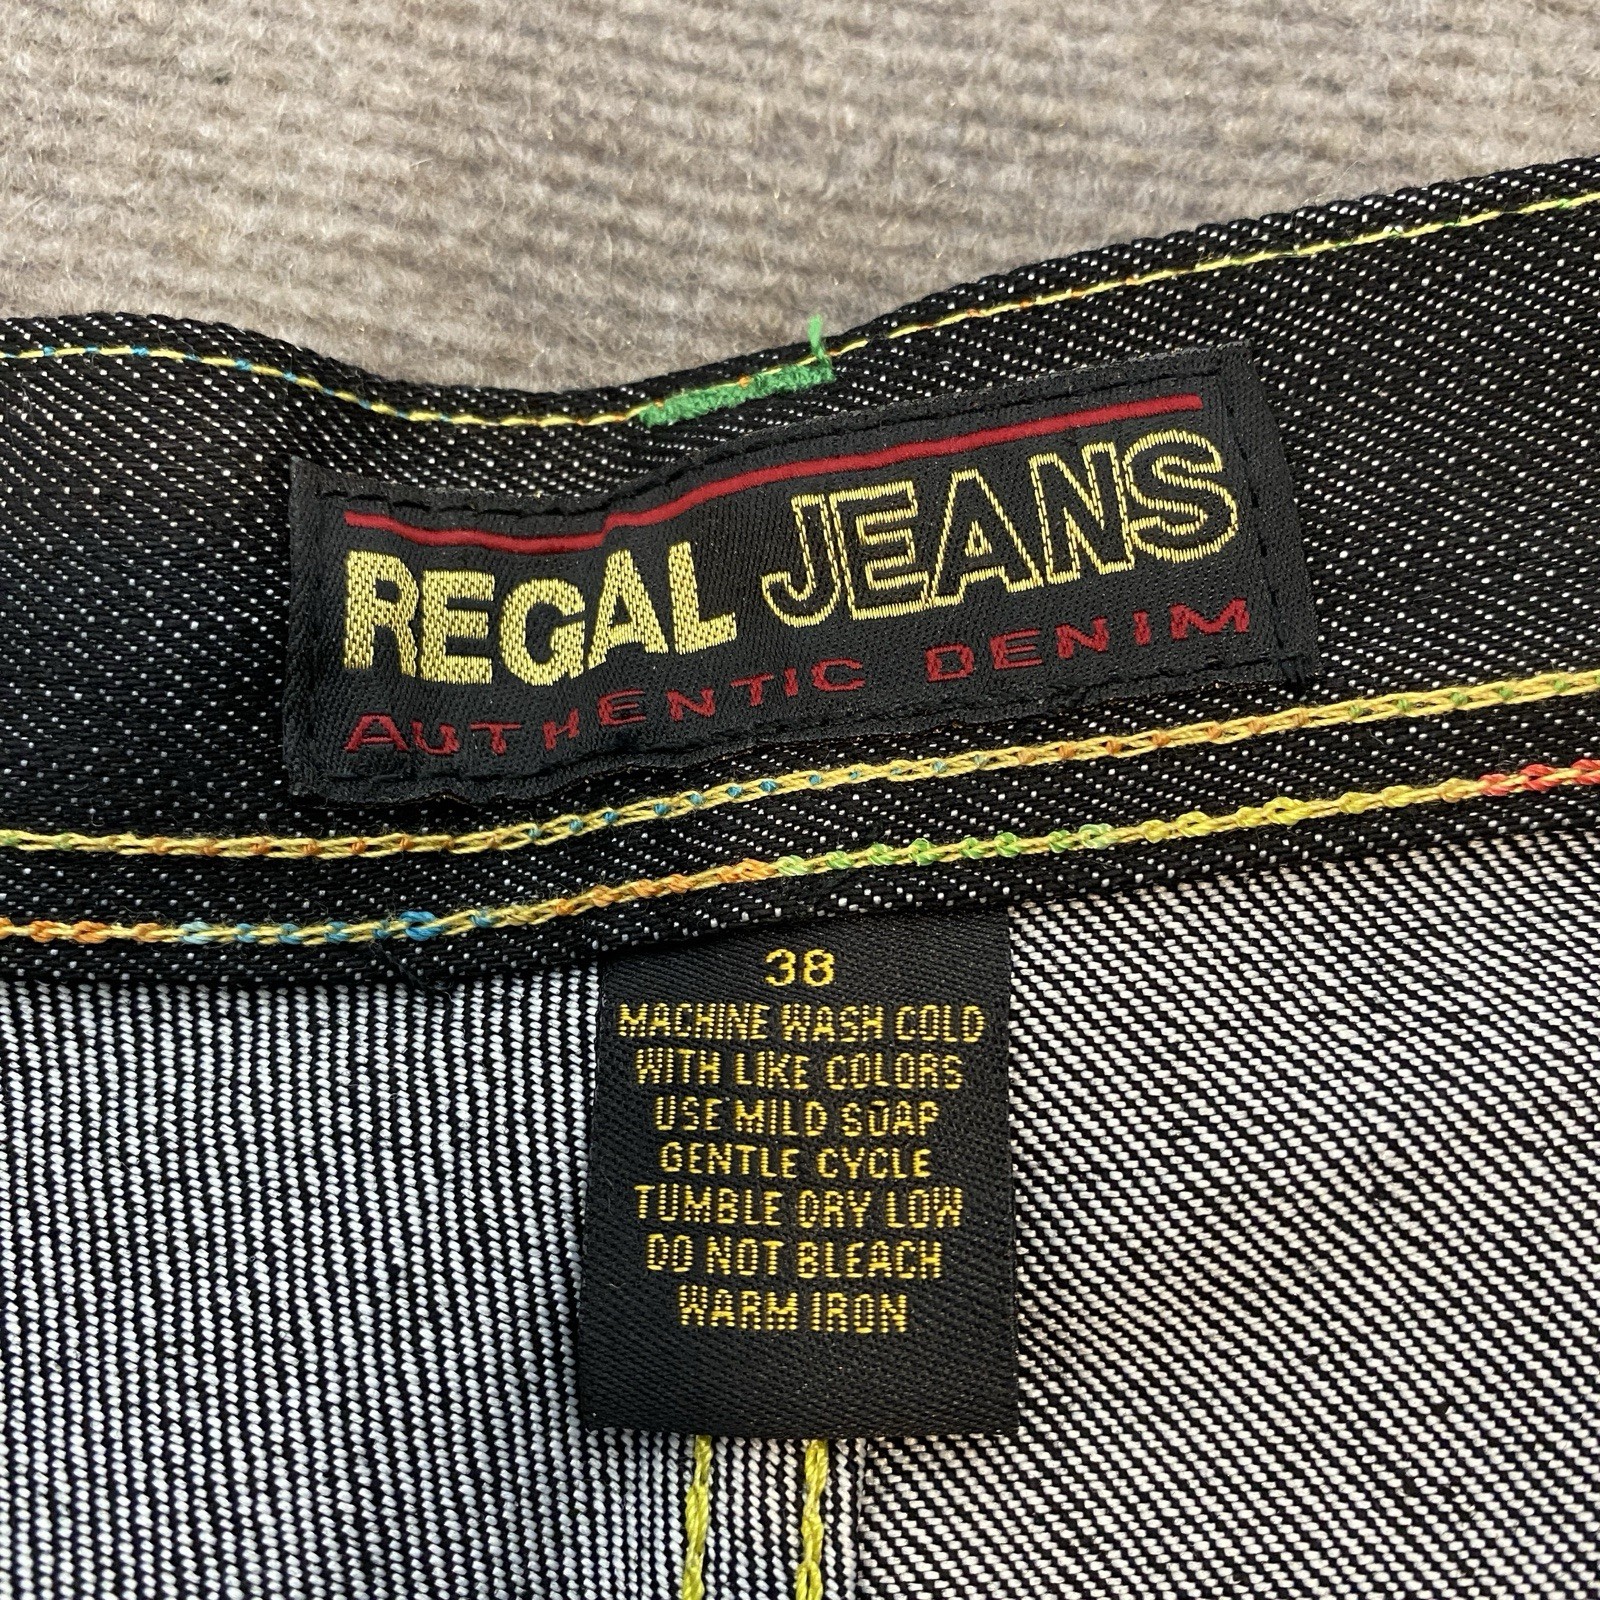 REGAL JEANS
AUTHENTIC DENIM
38
MACHINE WASH COLD
WITH LIKE COLORS
USE MILD SOAP
GENTLE CYCLE
TUMBLE DRY LOW
DO NOT BLEACH
WARM IRON